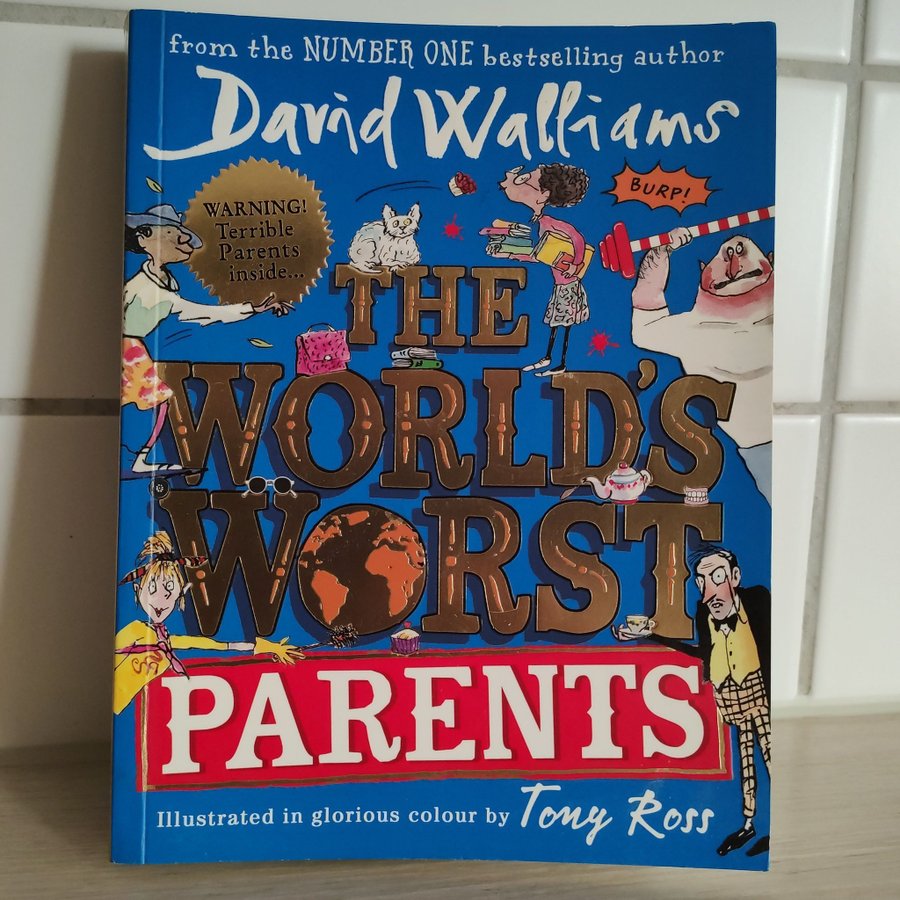 from the NUMBER ONE bestselling author
David Walliams
WARNING!
Terrible
Parents
inside...
BURP!
THE
WORLD'S
WORST
PARENTS
Illustrated in glorious colour by Tony Ross